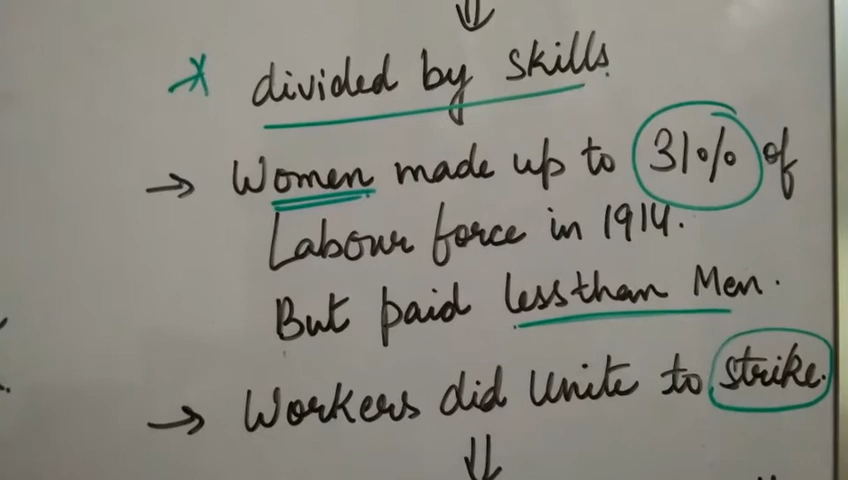 ⇓
* divided by skills.
→ Women made up to 31% of
Labour force in 1914.
But paid less than Men.
→ Workers did Unite to strike.
⇓